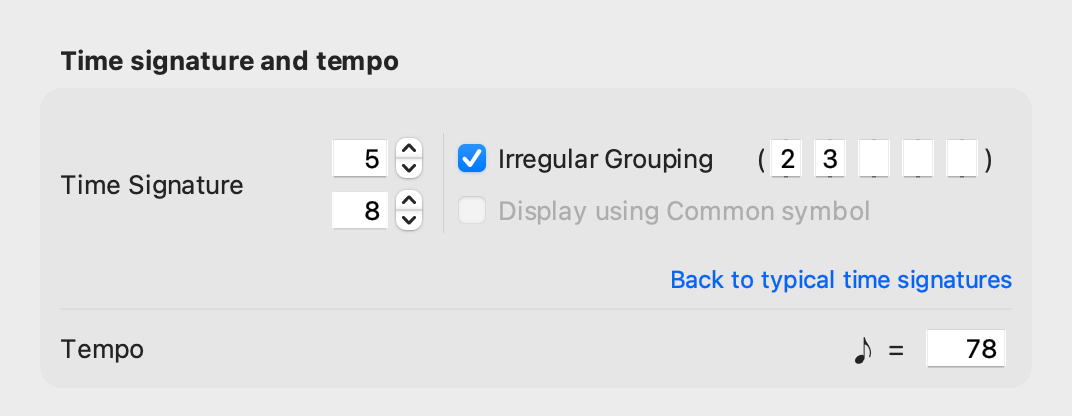 Time signature and tempo
Time Signature
5
Irregular Grouping ( 2 3 )
8
Display using Common symbol
Back to typical time signatures
Tempo ♪ = 78